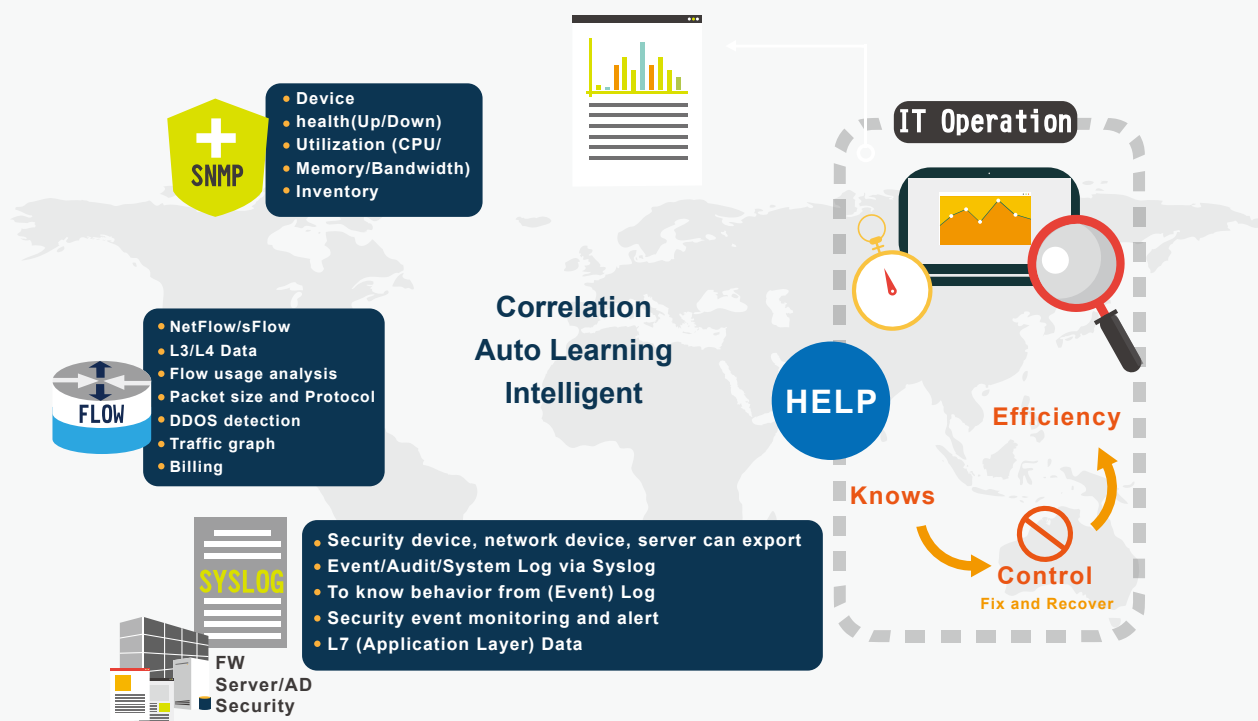 SNMP
Device
health(Up/Down)
Utilization (CPU/
Memory/Bandwidth)
Inventory
FLOW
NetFlow/sFlow
L3/L4 Data
Flow usage analysis
Packet size and Protocol
DDOS detection
Traffic graph
Billing
SYSLOG
FW
Server/AD
Security
Security device, network device, server can export
Event/Audit/System Log via Syslog
To know behavior from (Event) Log
Security event monitoring and alert
L7 (Application Layer) Data
Correlation
Auto Learning
Intelligent
HELP
IT Operation
Efficiency
Knows
Control
Fix and Recover